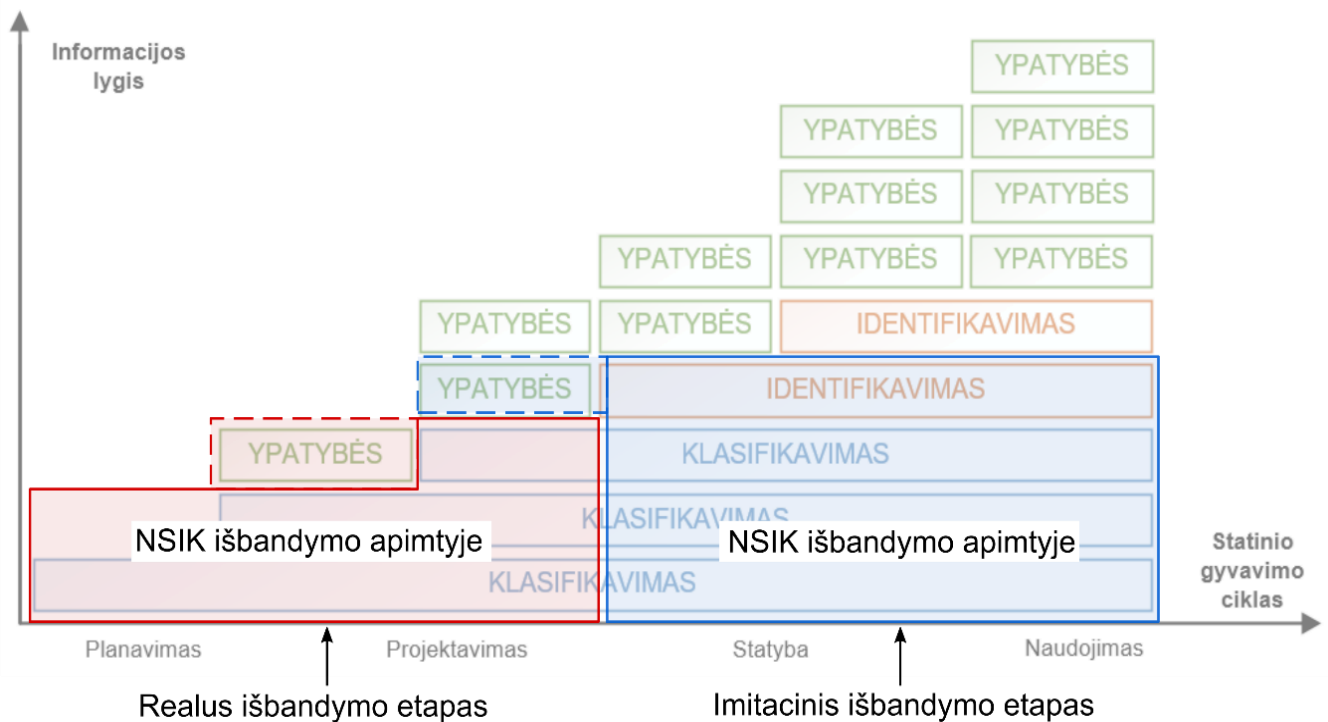 Informacijos
lygis
YPATYBĖS
YPATYBĖS YPATYBĖS
YPATYBĖS YPATYBĖS
YPATYBĖS YPATYBĖS YPATYBĖS
YPATYBĖS YPATYBĖS IDENTIFIKAVIMAS
YPATYBĖS IDENTIFIKAVIMAS
YPATYBĖS KLASIFIKAVIMAS
KLASIFIKAVIMAS
NSIK išbandymo apimtyje NSIK išbandymo apimtyje
KLASIFIKAVIMAS
Statinio
gyvavimo
ciklas
Planavimas Projektavimas Statyba Naudojimas
Realus išbandymo etapas Imitacinis išbandymo etapas